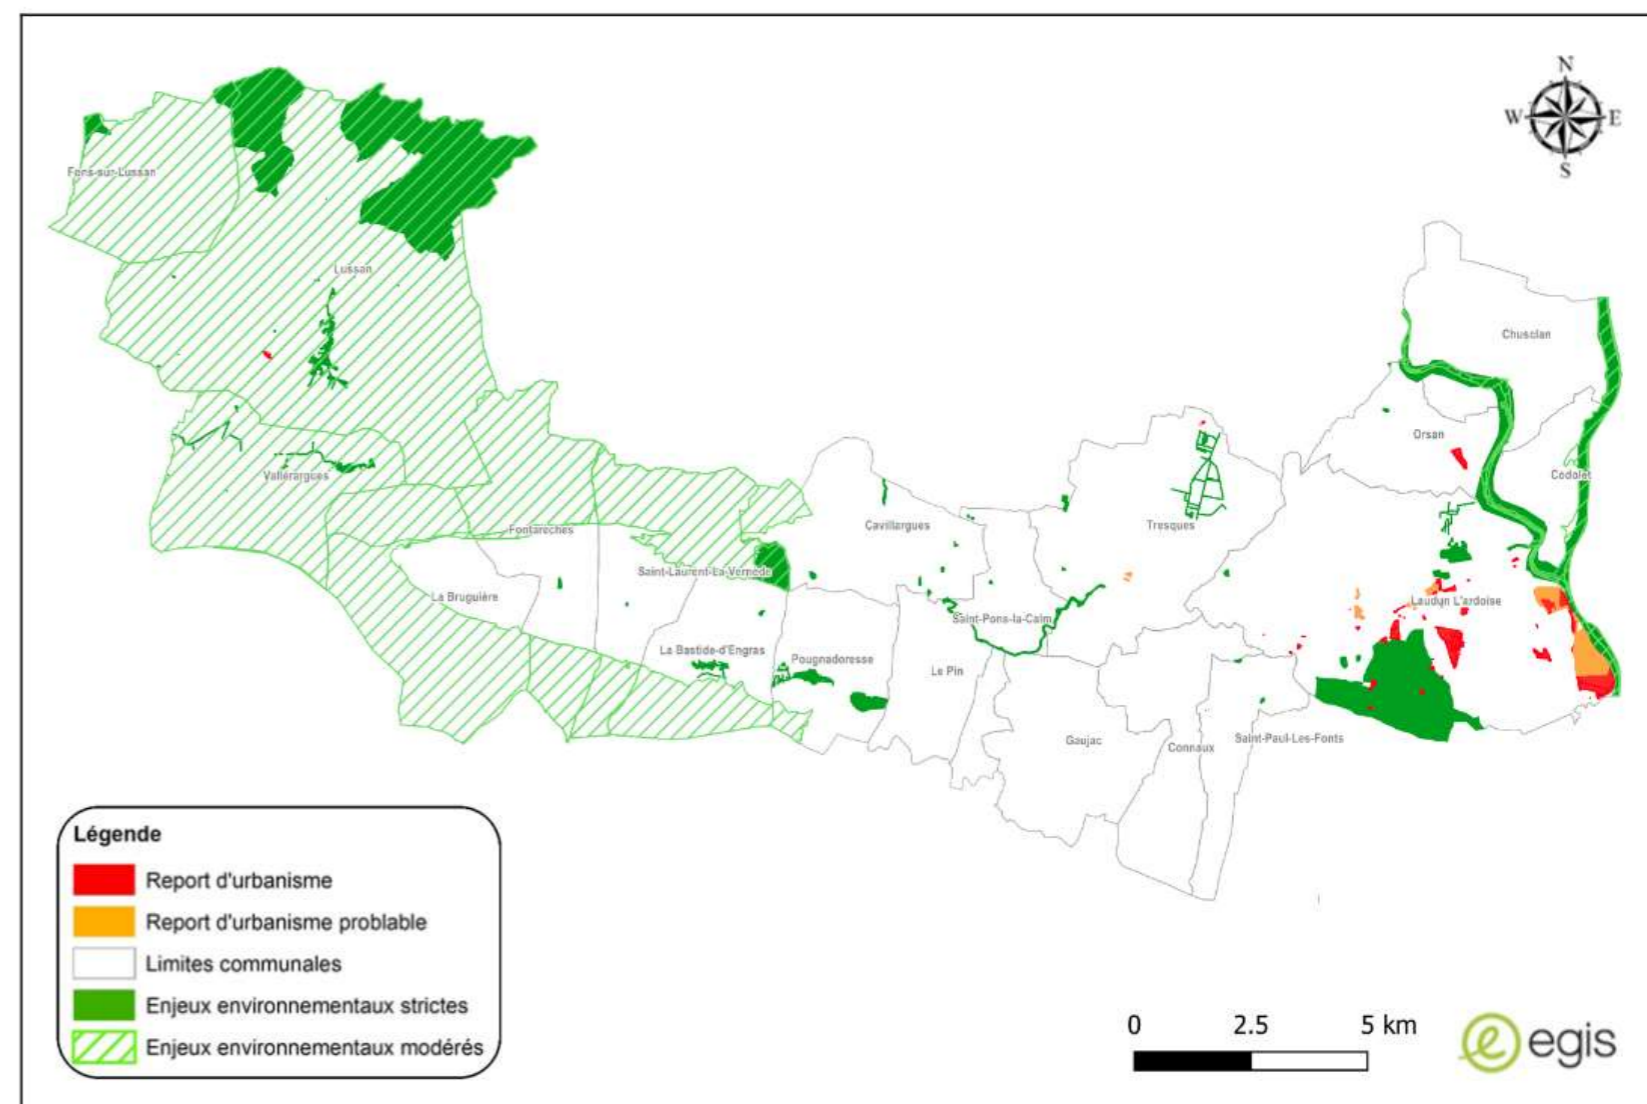 N
W
E
S
Fons-sur-Lussan
Lussan
Chusclan
Orsan
Codolet
Vallérargues
Fontarèches
Cavillargues
Tresques
Saint-Laurent-La-Vernède
La Bruguière
Laudun L'ardoise
Saint-Pons-la-Calm
La Bastide-d'Engras
Pougnadoresse
Le Pin
Gaujac
Connaux
Saint-Paul-Les-Fonts
Légende
Report d'urbanisme
Report d'urbanisme problable
Limites communales
Enjeux environnementaux strictes
Enjeux environnementaux modérés
0 2.5 5 km
e egis